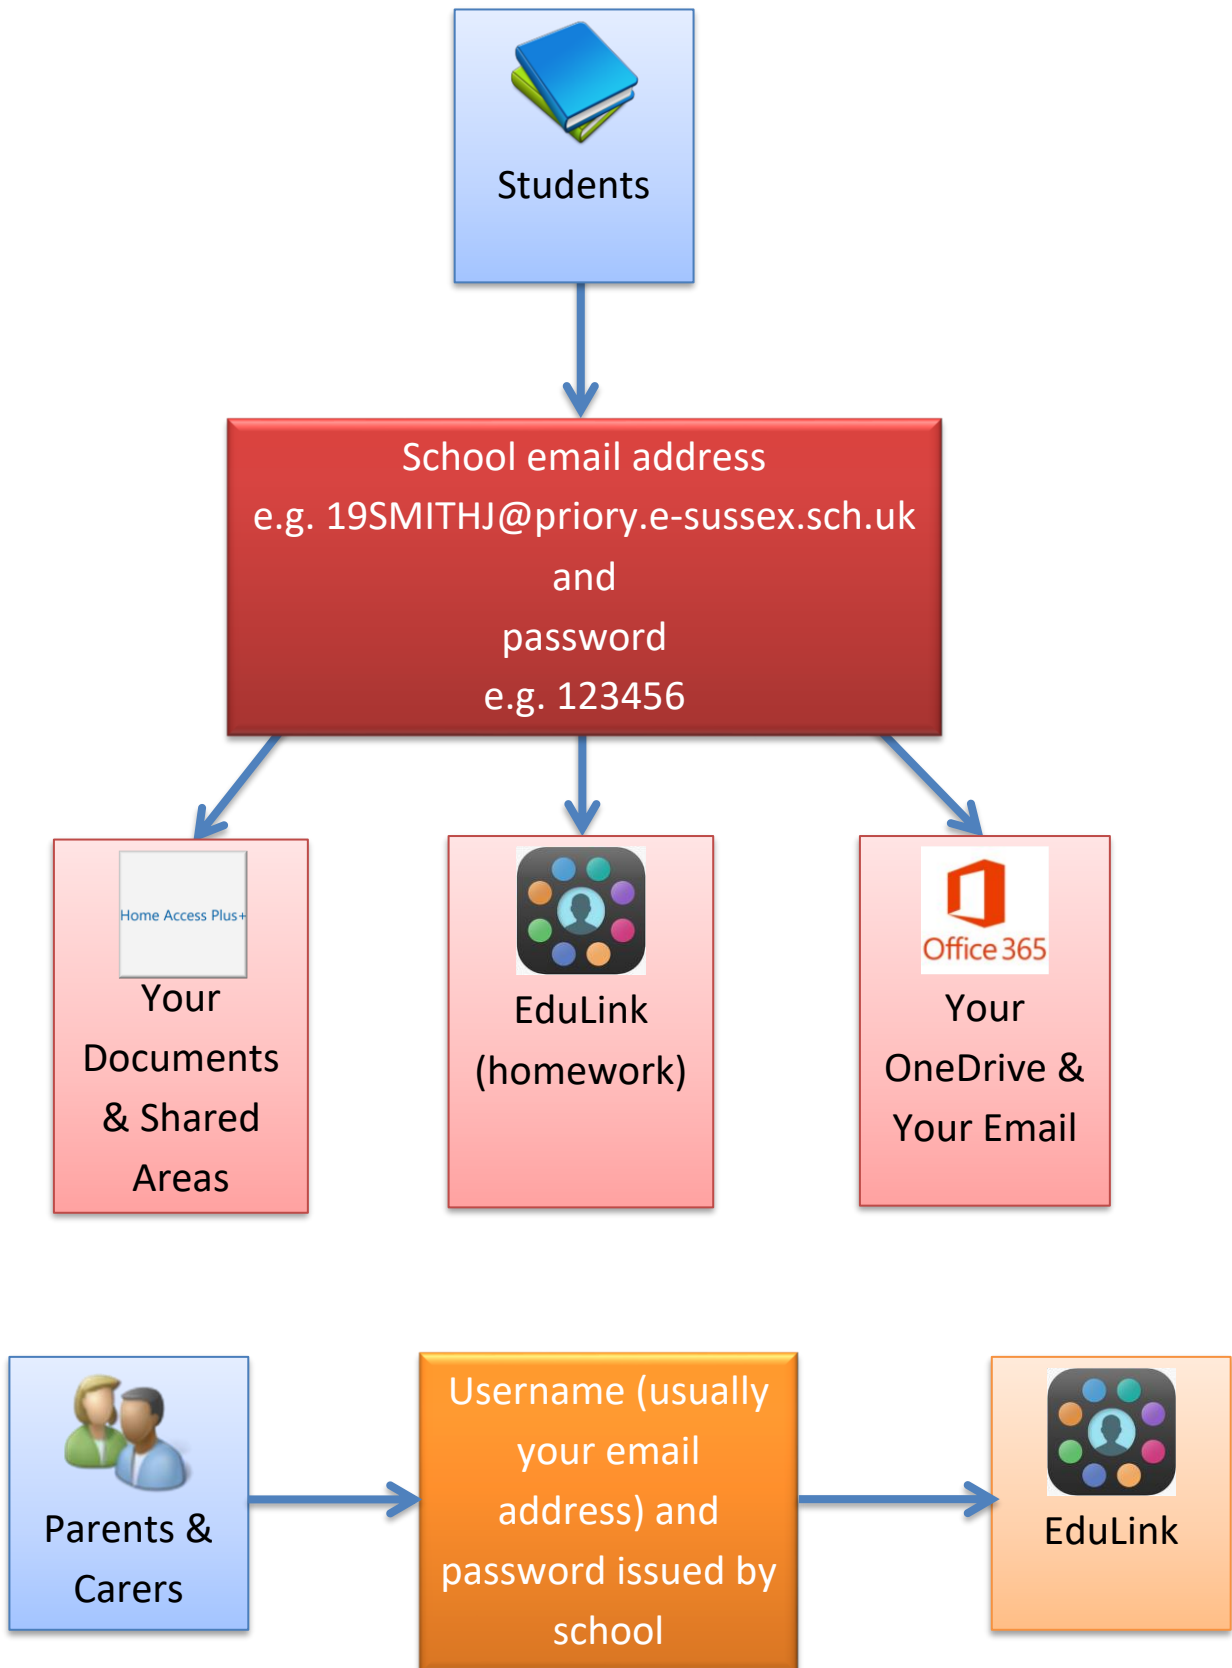 Students
School email address
e.g. 19SMITHJ@priory.e-sussex.sch.uk
and
password
e.g. 123456
Home Access Plus+
Your
Documents
& Shared
Areas
EduLink
(homework)
Office 365
Your
OneDrive &
Your Email
Parents &
Carers
Username (usually
your email
address) and
password issued by
school
EduLink